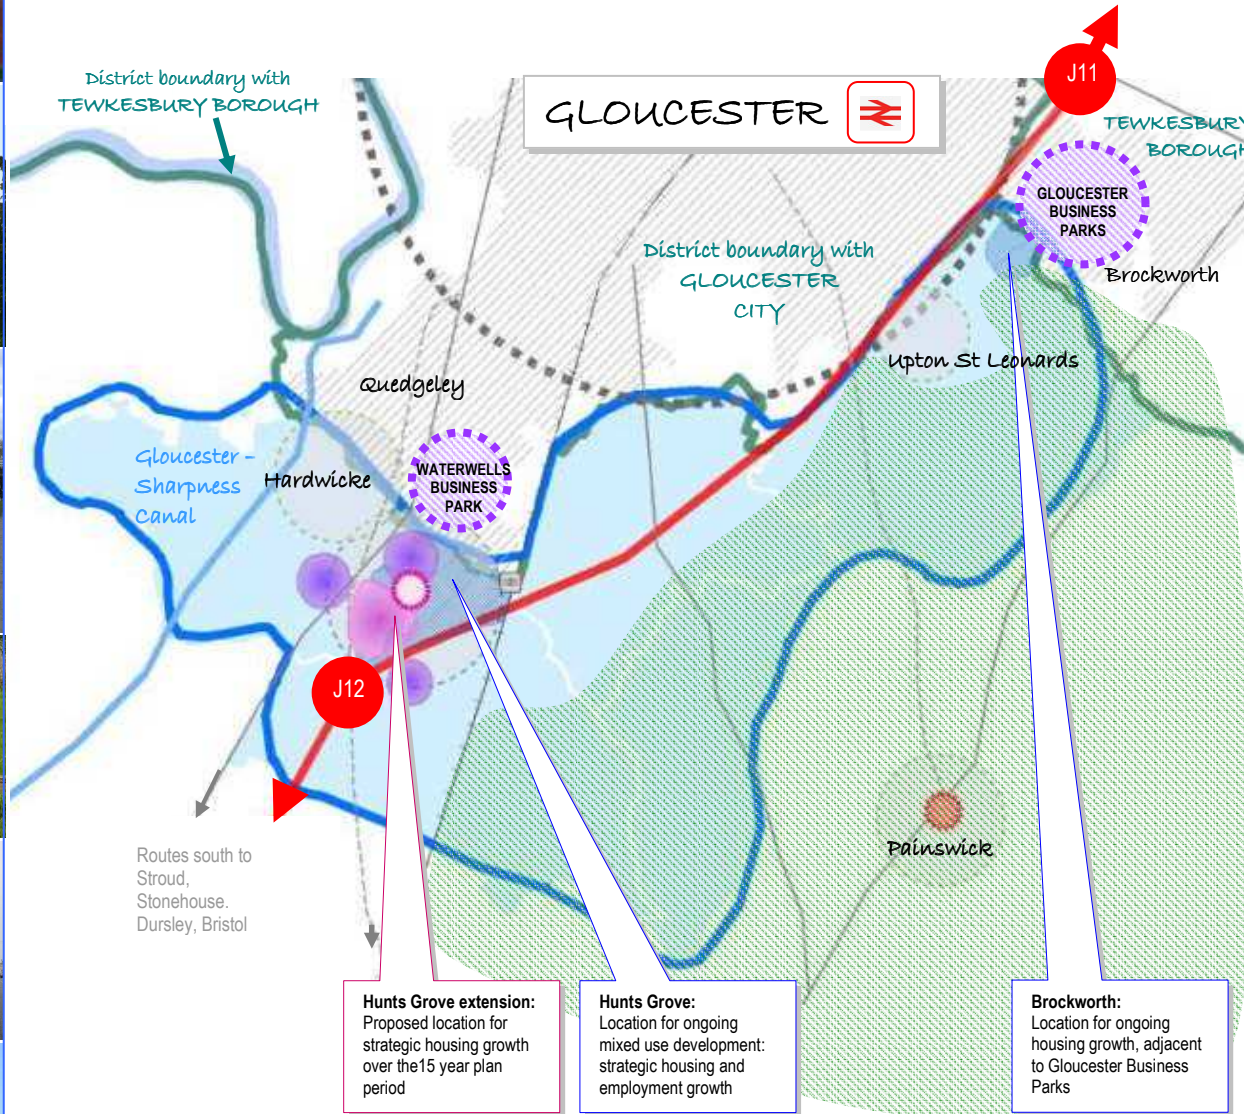 J11
District boundary with
TEWKESBURY BOROUGH
GLOUCESTER
TEWKESBURY
BOROUGH
GLOUCESTER
BUSINESS
PARKS
District boundary with
GLOUCESTER
CITY
Brockworth
Upton St Leonards
Quedgeley
Gloucester –
Sharpness
Canal
Hardwicke
WATERWELLS
BUSINESS
PARK
J12
Painswick
Routes south to
Stroud,
Stonehouse.
Dursley, Bristol
Hunts Grove extension:
Proposed location for
strategic housing growth
over the15 year plan
period
Hunts Grove:
Location for ongoing
mixed use development:
strategic housing and
employment growth
Brockworth:
Location for ongoing
housing growth, adjacent
to Gloucester Business
Parks